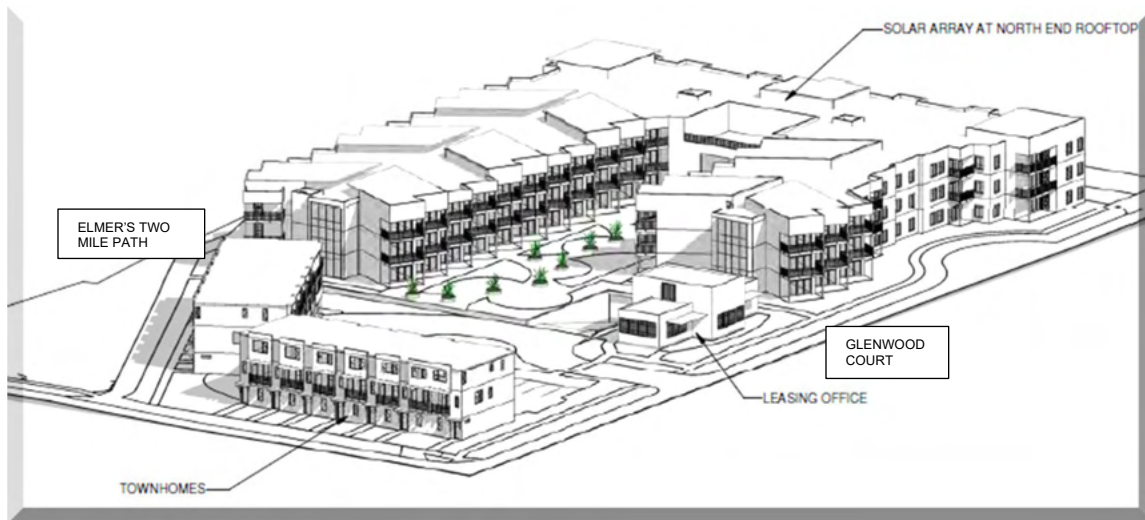 SOLAR ARRAY AT NORTH END ROOFTOP
ELMER'S TWO
MILE PATH
GLENWOOD
COURT
LEASING OFFICE
TOWNHOMES